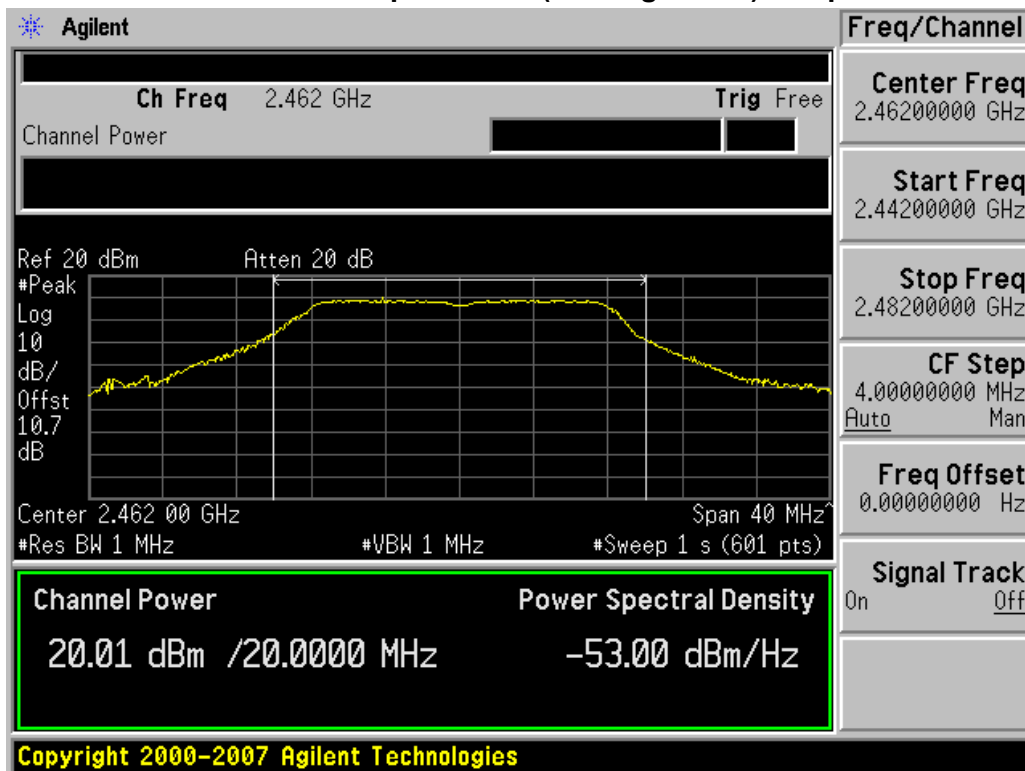 Agilent
Freq/Channel
Ch Freq 2.462 GHz Trig Free
Channel Power
Center Freq
2.46200000 GHz
Start Freq
2.44200000 GHz
Stop Freq
2.48200000 GHz
CF Step
4.00000000 MHz
Auto Man
Freq Offset
0.00000000 Hz
Signal Track
On Off
Ref 20 dBm Atten 20 dB
#Peak
Log
10
dB/
Offst
10.7
dB
Center 2.462 00 GHz Span 40 MHz^
#Res BW 1 MHz #VBW 1 MHz #Sweep 1 s (601 pts)
Channel Power Power Spectral Density
20.01 dBm /20.0000 MHz -53.00 dBm/Hz
Copyright 2000-2007 Agilent Technologies